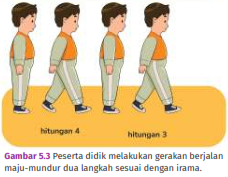 hitungan 4
hitungan 3
Gambar 5.3 Peserta didik melakukan gerakan berjalan
maju-mundur dua langkah sesuai dengan irama.